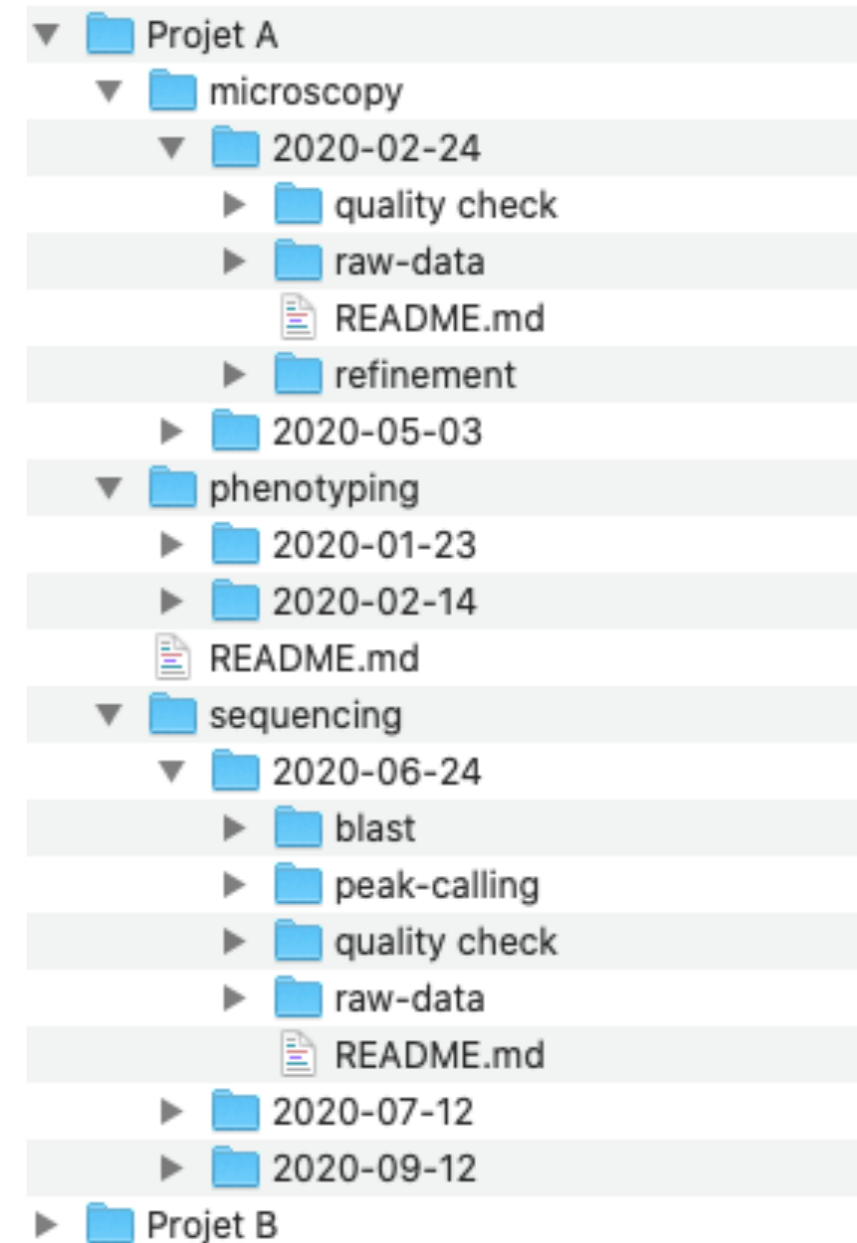 Projet A
microscopy
2020-02-24
quality check
raw-data
README.md
refinement
2020-05-03
phenotyping
2020-01-23
2020-02-14
README.md
sequencing
2020-06-24
blast
peak-calling
quality check
raw-data
README.md
2020-07-12
2020-09-12
Projet B